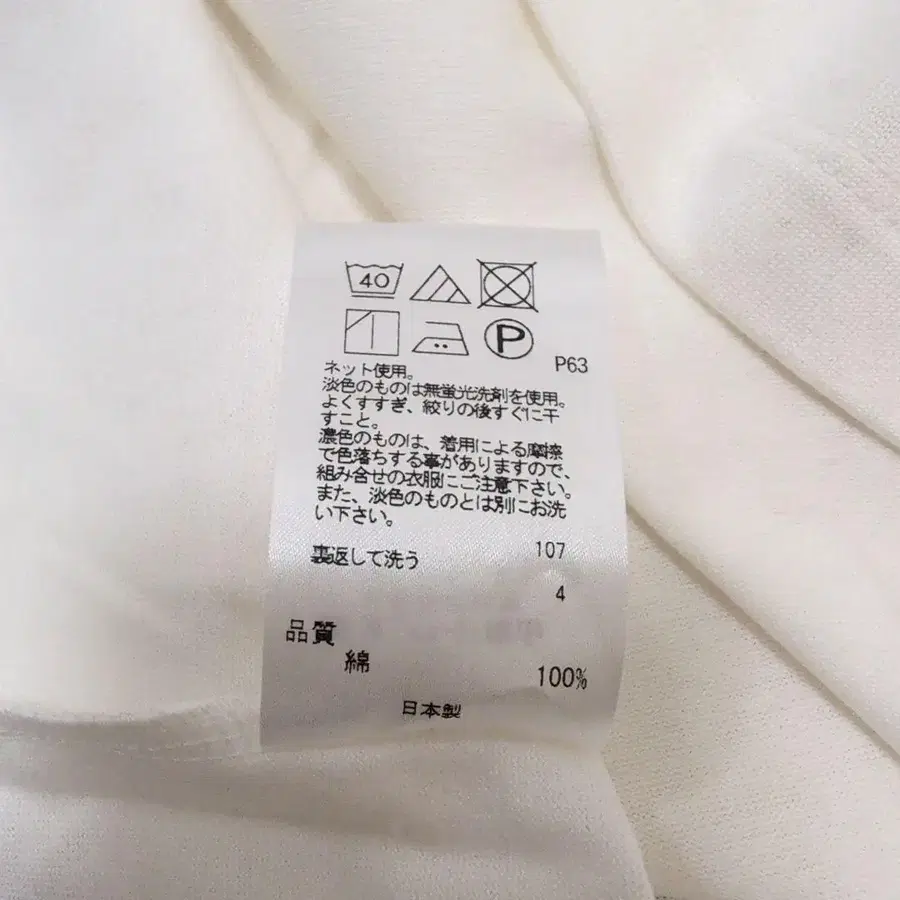 40
P
P63
ネット使用。
淡色のものは無蛍光洗剤を使用。
よくすすぎ、絞りの後すぐに干
すこと。
濃色のものは、着用による摩擦
で色落ちする事がありますので、
組み合せの衣服にご注意下さい。
また、淡色のものとは別にお洗
い下さい。
裏返して洗う 107
4
品質
綿 100%
日本製